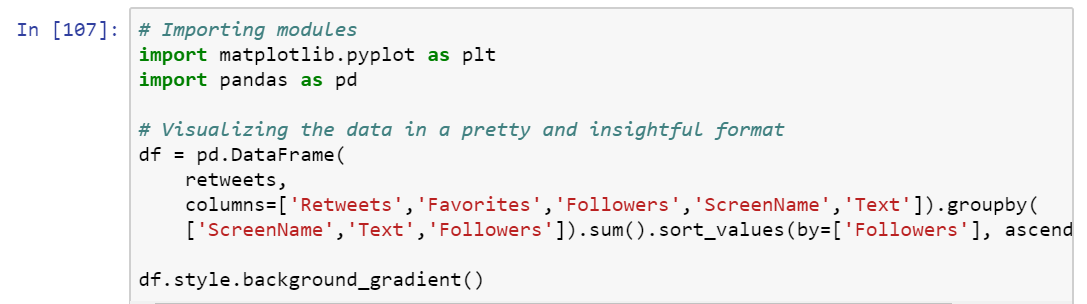 In [107]: # Importing modules
import matplotlib.pyplot as plt
import pandas as pd
# Visualizing the data in a pretty and insightful format
df = pd.DataFrame(
retweets,
columns=['Retweets','Favorites','Followers','ScreenName','Text']).groupby(
['ScreenName','Text','Followers']).sum().sort_values(by=['Followers'], ascend
df.style.background_gradient()